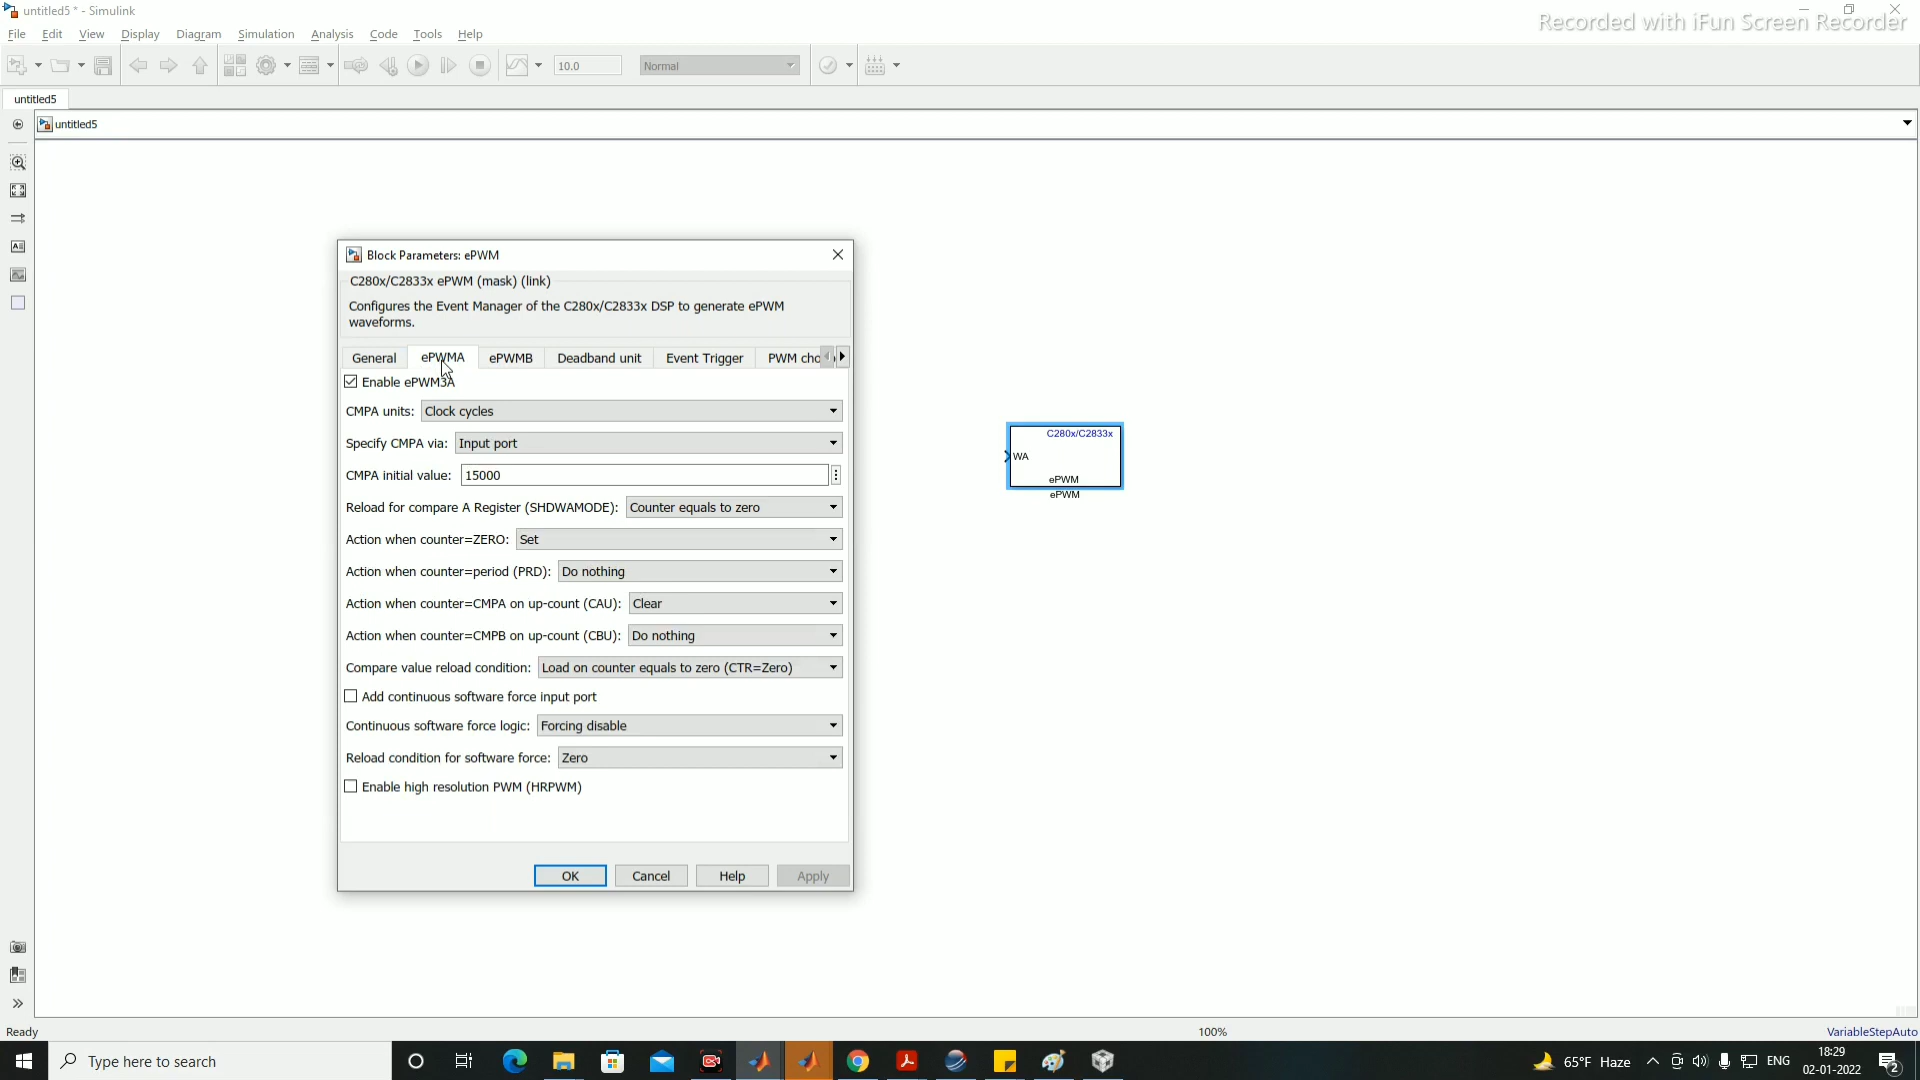 untitled5 * - Simulink
Recorded with iFun Screen Recorder
File Edit View Display Diagram Simulation Analysis Code Tools Help
10.0 Normal
untitled5
untitled5
Block Parameters: ePWM
C280x/C2833x ePWM (mask) (link)
Configures the Event Manager of the C280x/C2833x DSP to generate ePWM
waveforms.
General ePWMA ePWMB Deadband unit Event Trigger PWM cho
Enable ePWM3A
CMPA units: Clock cycles
Specify CMPA via: Input port
CMPA initial value: 15000
Reload for compare A Register (SHDWAMODE): Counter equals to zero
Action when counter=ZERO: Set
Action when counter=period (PRD): Do nothing
Action when counter=CMPA on up-count (CAU): Clear
Action when counter=CMPB on up-count (CBU): Do nothing
Compare value reload condition: Load on counter equals to zero (CTR=Zero)
Add continuous software force input port
Continuous software force logic: Forcing disable
Reload condition for software force: Zero
Enable high resolution PWM (HRPWM)
OK Cancel Help Apply
C280x/C2833x
WA
ePWM
ePWM
Ready 100% VariableStepAuto
Type here to search
65°F Haze ENG 18:29
02-01-2022
2